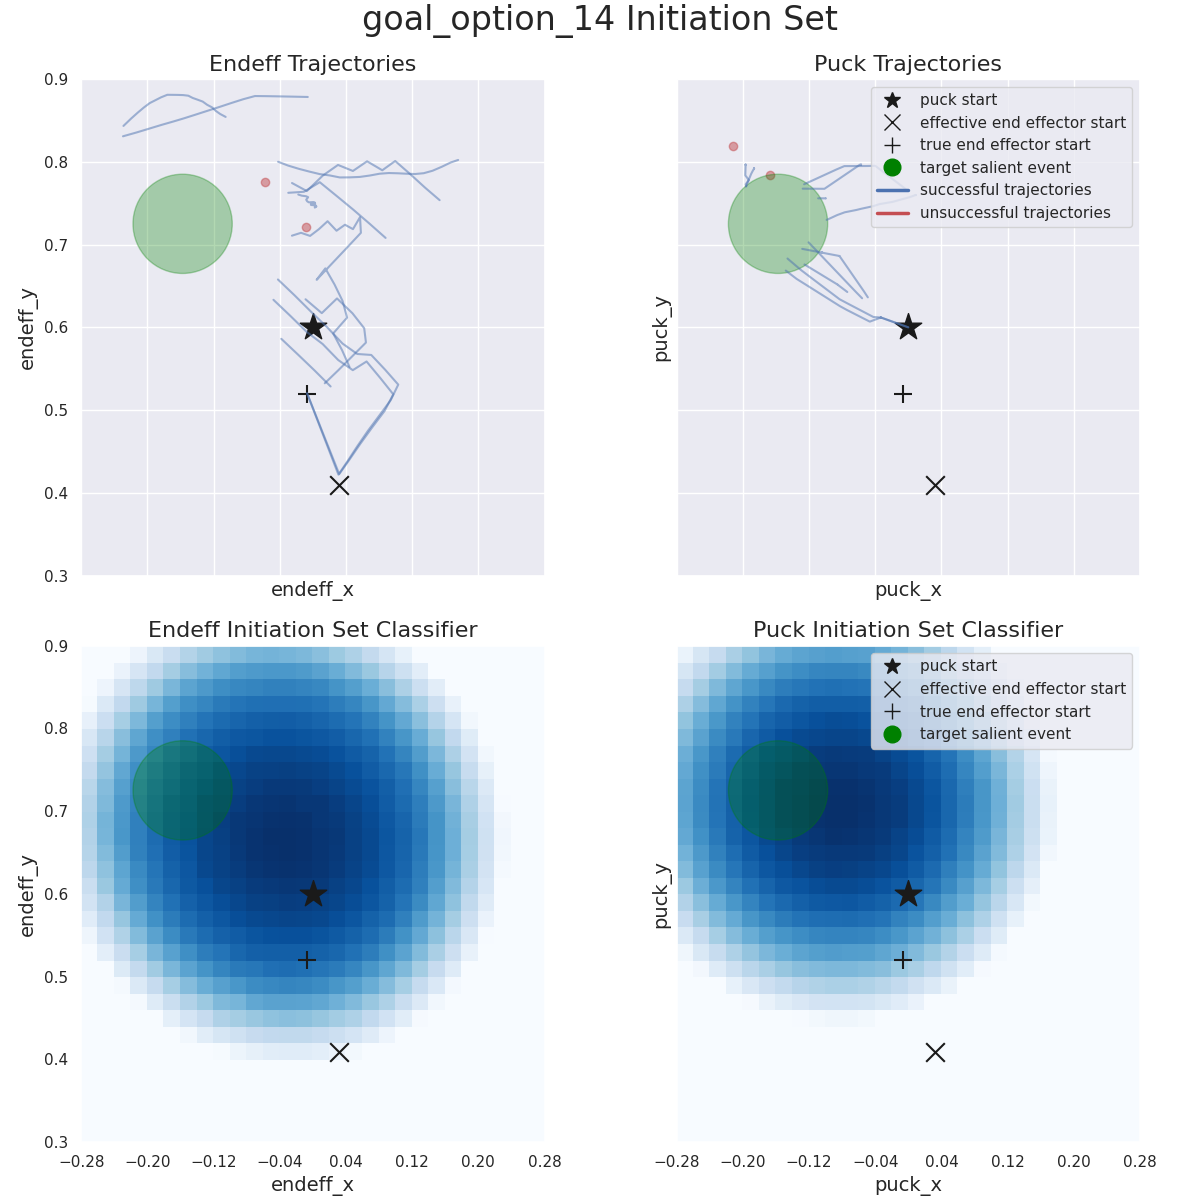 goal_option_14 Initiation Set
Endeff Trajectories
0.9
0.8
0.7
0.6
0.5
0.4
0.3
endeff_y
endeff_x
Puck Trajectories
puck start
effective end effector start
true end effector start
target salient event
successful trajectories
unsuccessful trajectories
puck_y
puck_x
Endeff Initiation Set Classifier
0.9
0.8
0.7
0.6
0.5
0.4
0.3
endeff_y
−0.28 −0.20 −0.12 −0.04 0.04 0.12 0.20 0.28
endeff_x
Puck Initiation Set Classifier
puck start
effective end effector start
true end effector start
target salient event
puck_y
−0.28 −0.20 −0.12 −0.04 0.04 0.12 0.20 0.28
puck_x